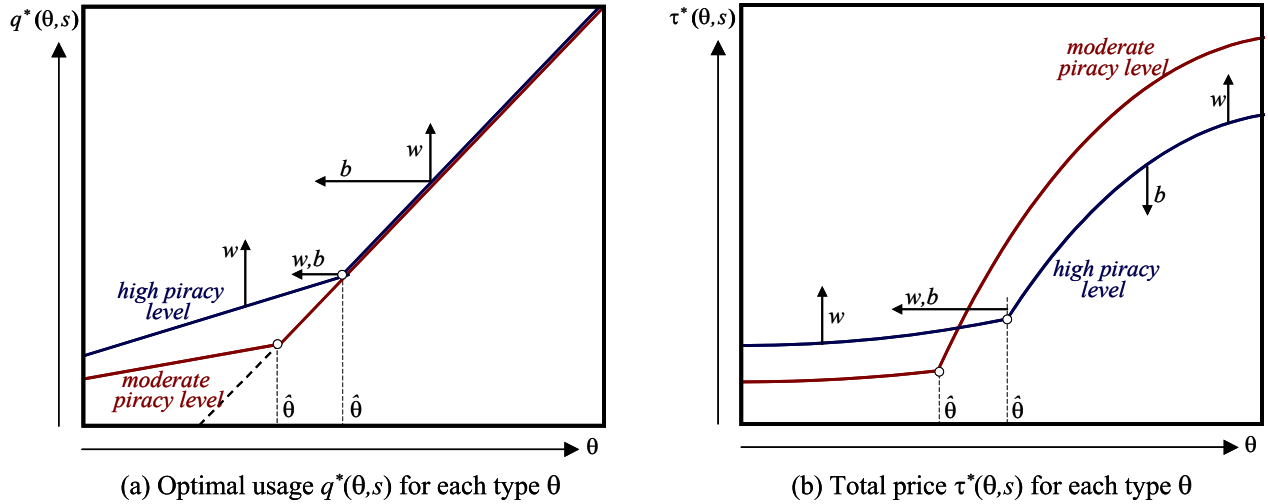 q*(θ,s)
w
b
w
w,b
high piracy
level
moderate
piracy level
θ̂
θ̂
θ
(a) Optimal usage q*(θ,s) for each type θ
τ*(θ,s)
moderate
piracy level
w
b
high piracy
level
w,b
w
θ̂
θ̂
θ
(b) Total price τ*(θ,s) for each type θ